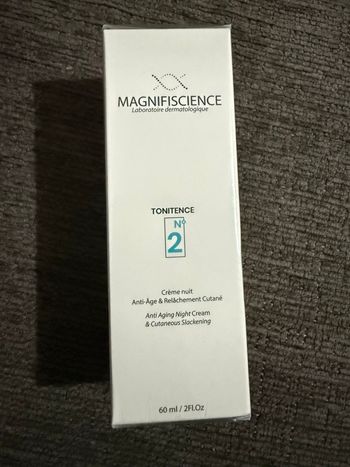 MAGNIFISCIENCE
Laboratoire dermatologique
TONITENCE
N°
2
Crème nuit
Anti-Âge & Relâchement Cutané
Anti Aging Night Cream
& Cutaneous Slackening
60 ml / 2Fl.Oz